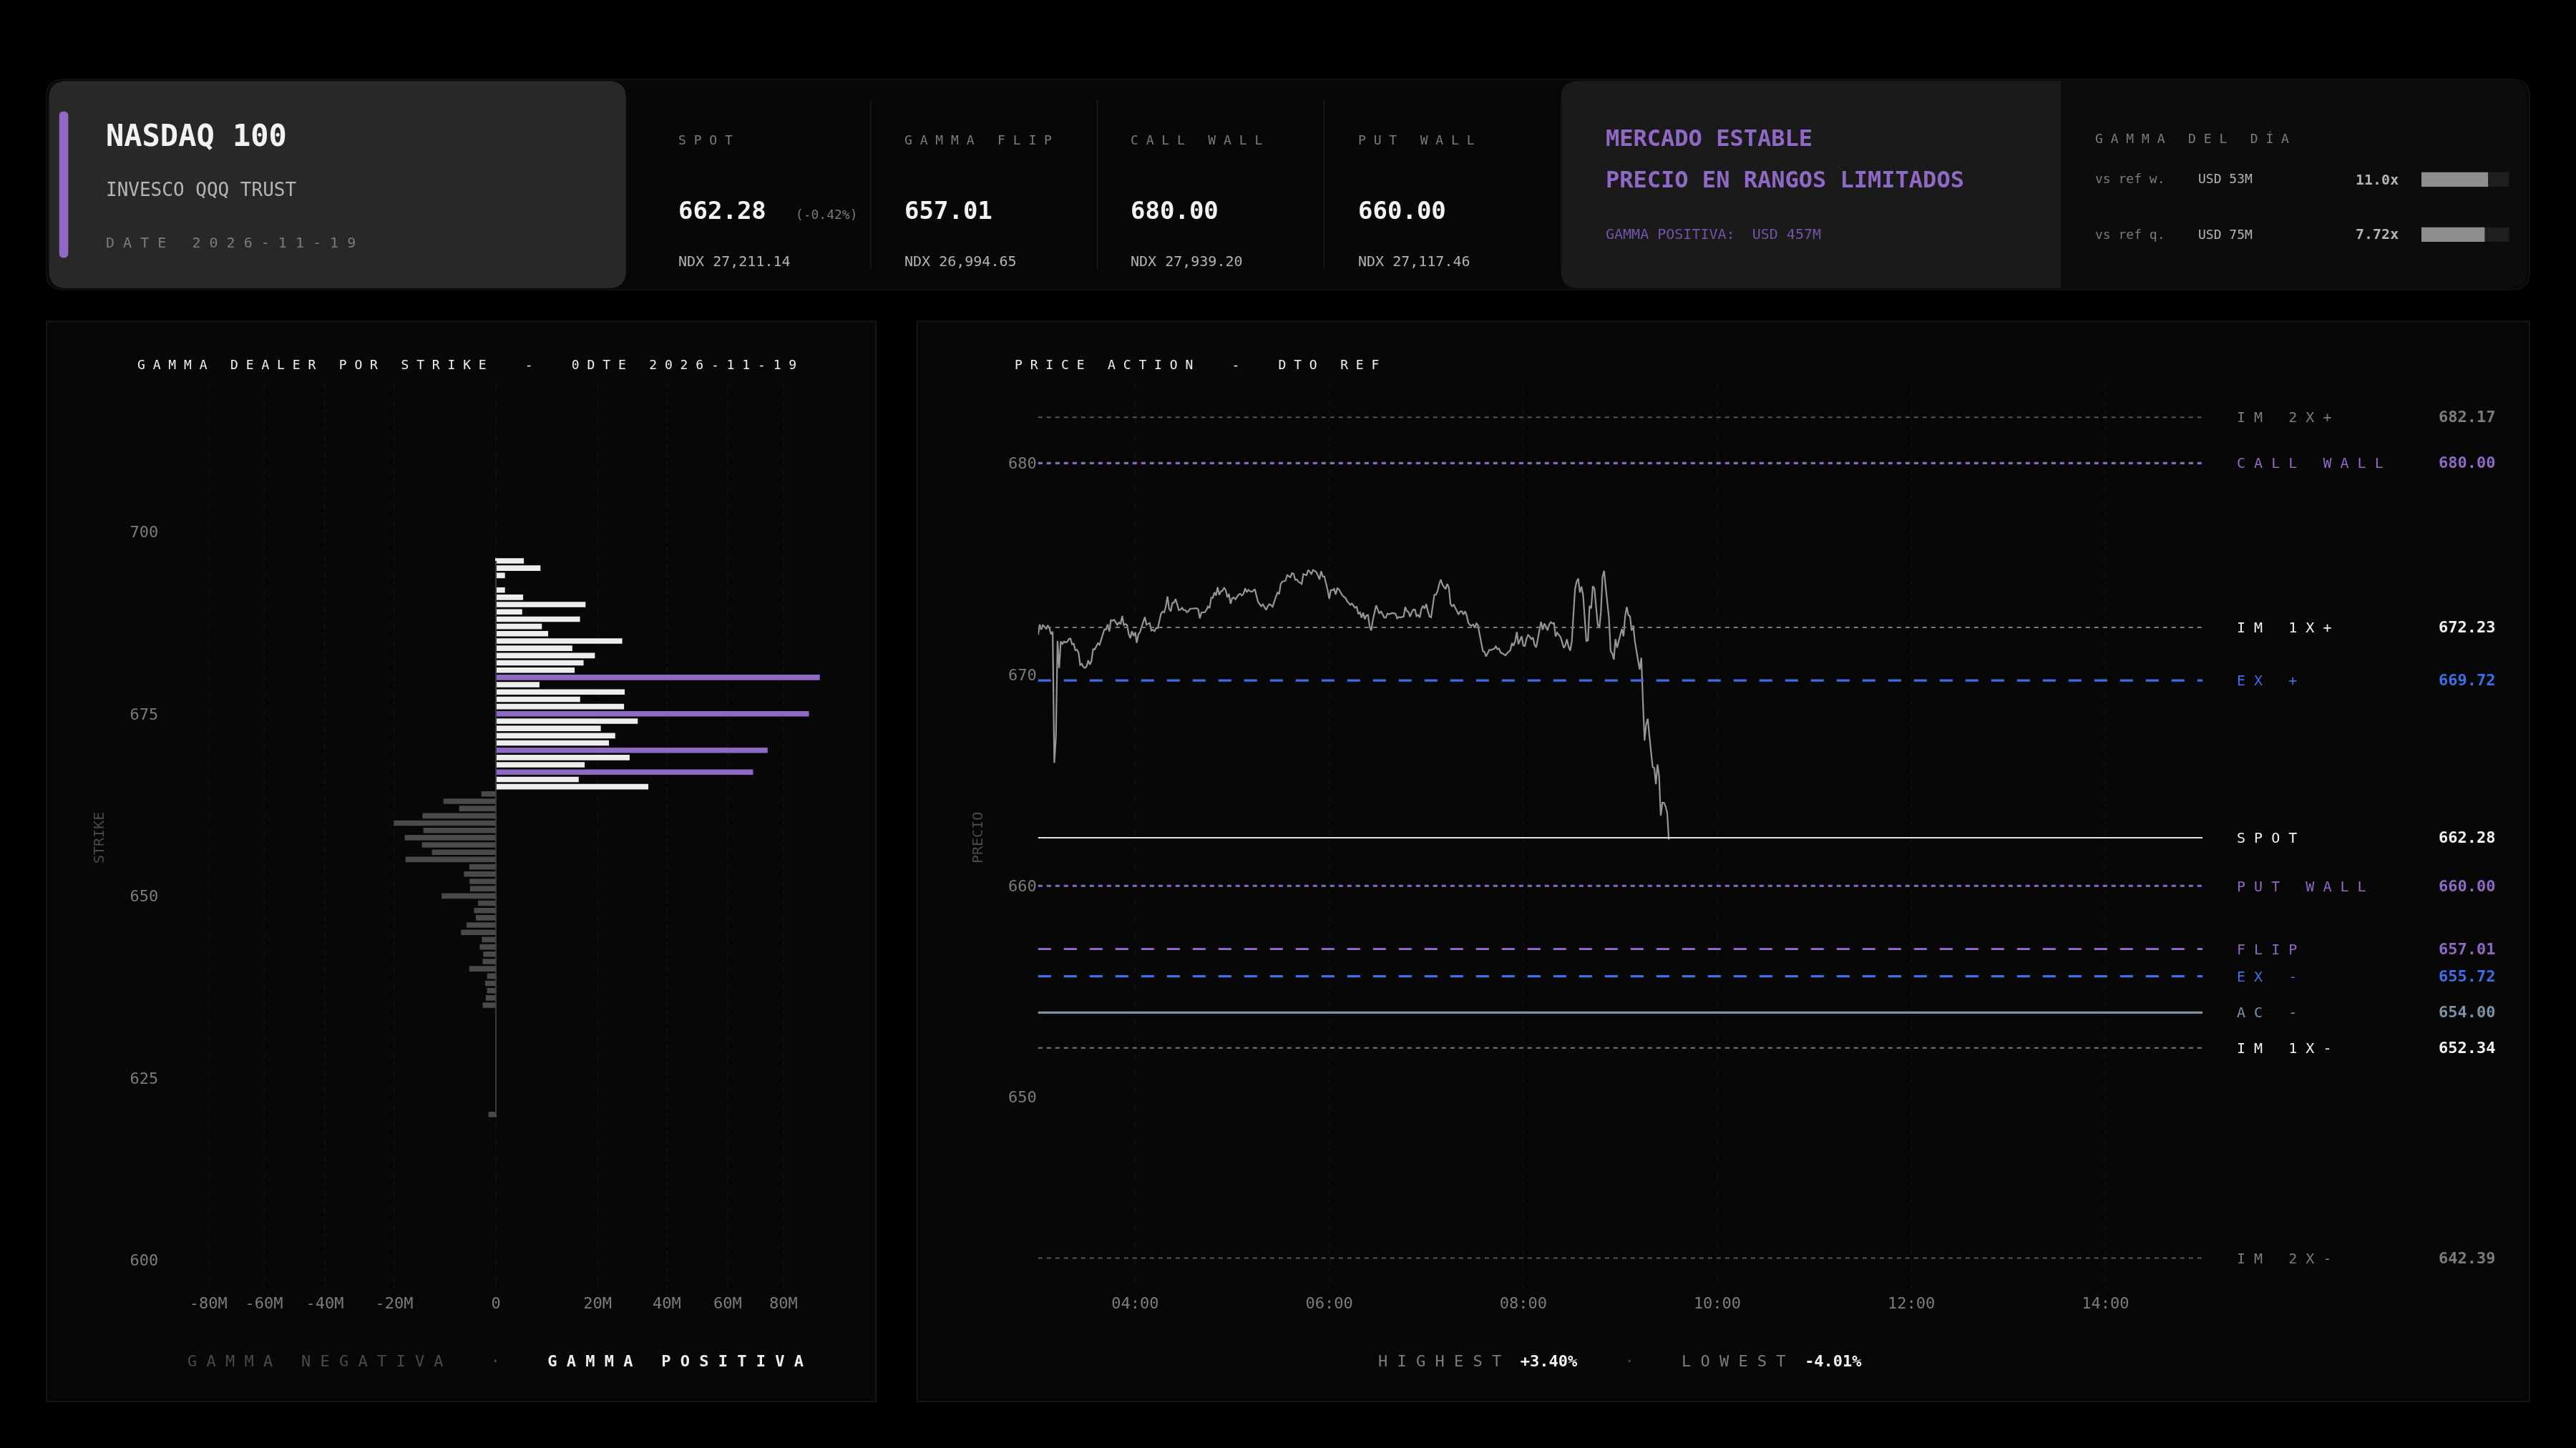 NASDAQ 100
INVESCO QQQ TRUST
DATE 2026-11-19
SPOT
662.28 (-0.42%)
NDX 27,211.14
GAMMA FLIP
657.01
NDX 26,994.65
CALL WALL
680.00
NDX 27,939.20
PUT WALL
660.00
NDX 27,117.46
MERCADO ESTABLE
PRECIO EN RANGOS LIMITADOS
GAMMA POSITIVA: USD 457M
GAMMA DEL DÍA
vs ref w. USD 53M 11.0x
vs ref q. USD 75M 7.72x
GAMMA DEALER POR STRIKE - 0DTE 2026-11-19
STRIKE
700
675
650
625
600
-80M -60M -40M -20M 0 20M 40M 60M 80M
GAMMA NEGATIVA · GAMMA POSITIVA
PRICE ACTION - DTO REF
PRECIO
680
670
660
650
IM 2X+ 682.17
CALL WALL 680.00
IM 1X+ 672.23
EX + 669.72
SPOT 662.28
PUT WALL 660.00
FLIP 657.01
EX - 655.72
AC - 654.00
IM 1X- 652.34
IM 2X- 642.39
04:00 06:00 08:00 10:00 12:00 14:00
HIGHEST +3.40% · LOWEST -4.01%